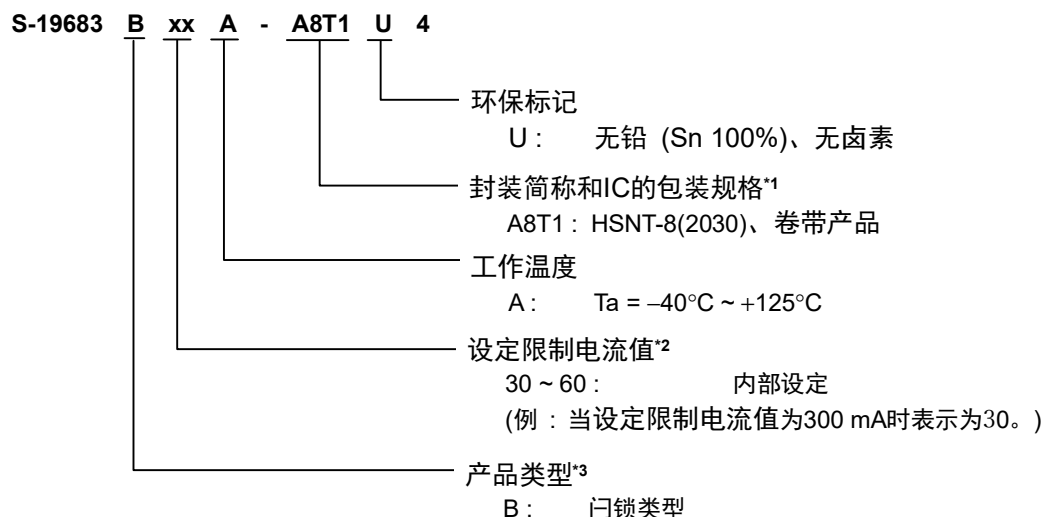 S-19683 B xx A - A8T1 U 4
环保标记
U : 无铅 (Sn 100%)、无卤素
封装简称和IC的包装规格*1
A8T1 : HSNT-8(2030)、卷带产品
工作温度
A : Ta = −40°C ~ +125°C
设定限制电流值*2
30 ~ 60 : 内部设定
(例 : 当设定限制电流值为300 mA时表示为30。)
产品类型*3
B : 闩锁类型